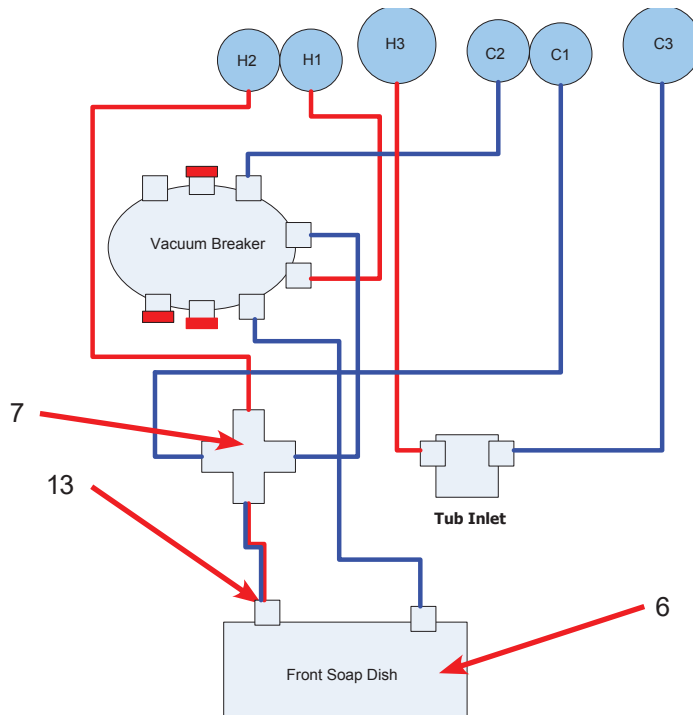 H2
H1
H3
C2
C1
C3
Vacuum Breaker
7
13
Tub Inlet
6
Front Soap Dish